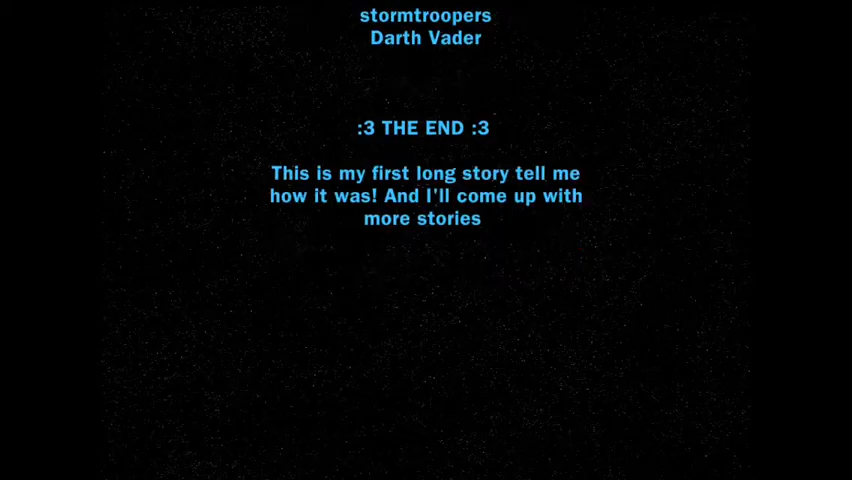 stormtroopers
Darth Vader
:3 THE END :3
This is my first long story tell me
how it was! And I'll come up with
more stories